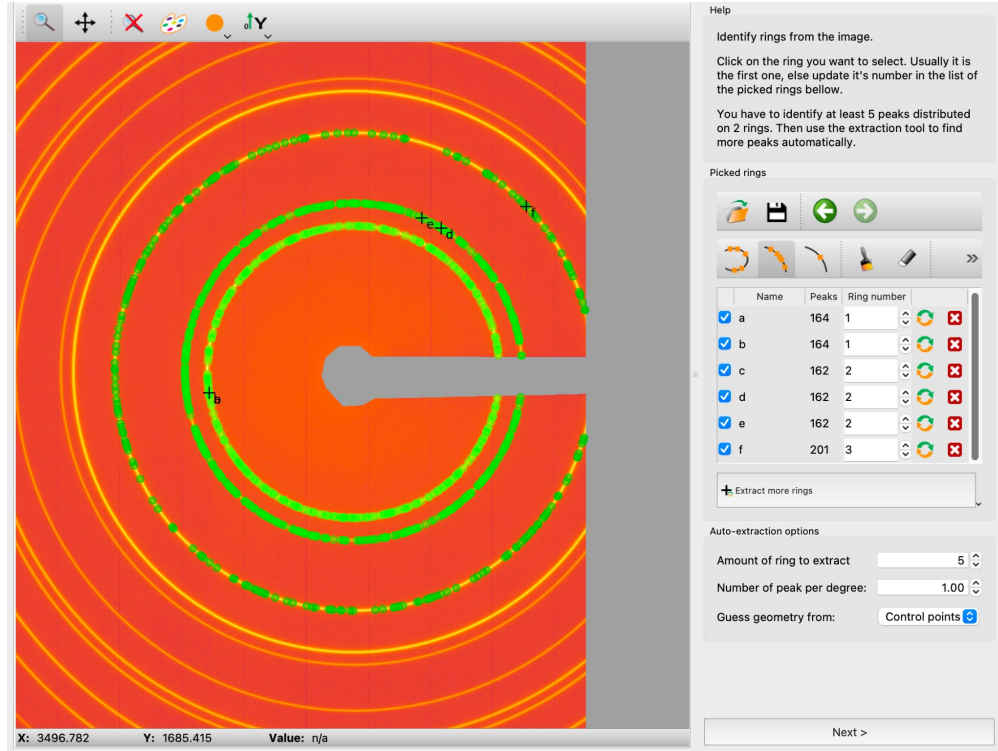 Help
Identify rings from the image.
Click on the ring you want to select. Usually it is
the first one, else update it's number in the list of
the picked rings bellow.
You have to identify at least 5 peaks distributed
on 2 rings. Then use the extraction tool to find
more peaks automatically.
Picked rings
Name Peaks Ring number
a 164 1
b 164 1
c 162 2
d 162 2
e 162 2
f 201 3
Extract more rings
Auto-extraction options
Amount of ring to extract 5
Number of peak per degree: 1.00
Guess geometry from: Control points
Next >
Y
f
e d
X: 3496.782 Y: 1685.415 Value: n/a